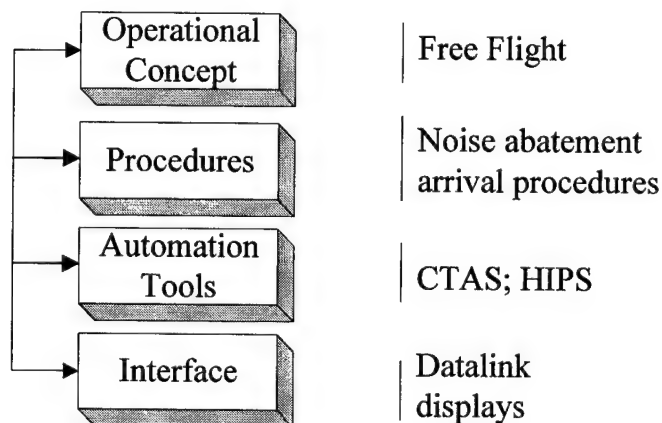 Operational
Concept
Free Flight
Procedures
Noise abatement
arrival procedures
Automation
Tools
CTAS; HIPS
Interface
Datalink
displays